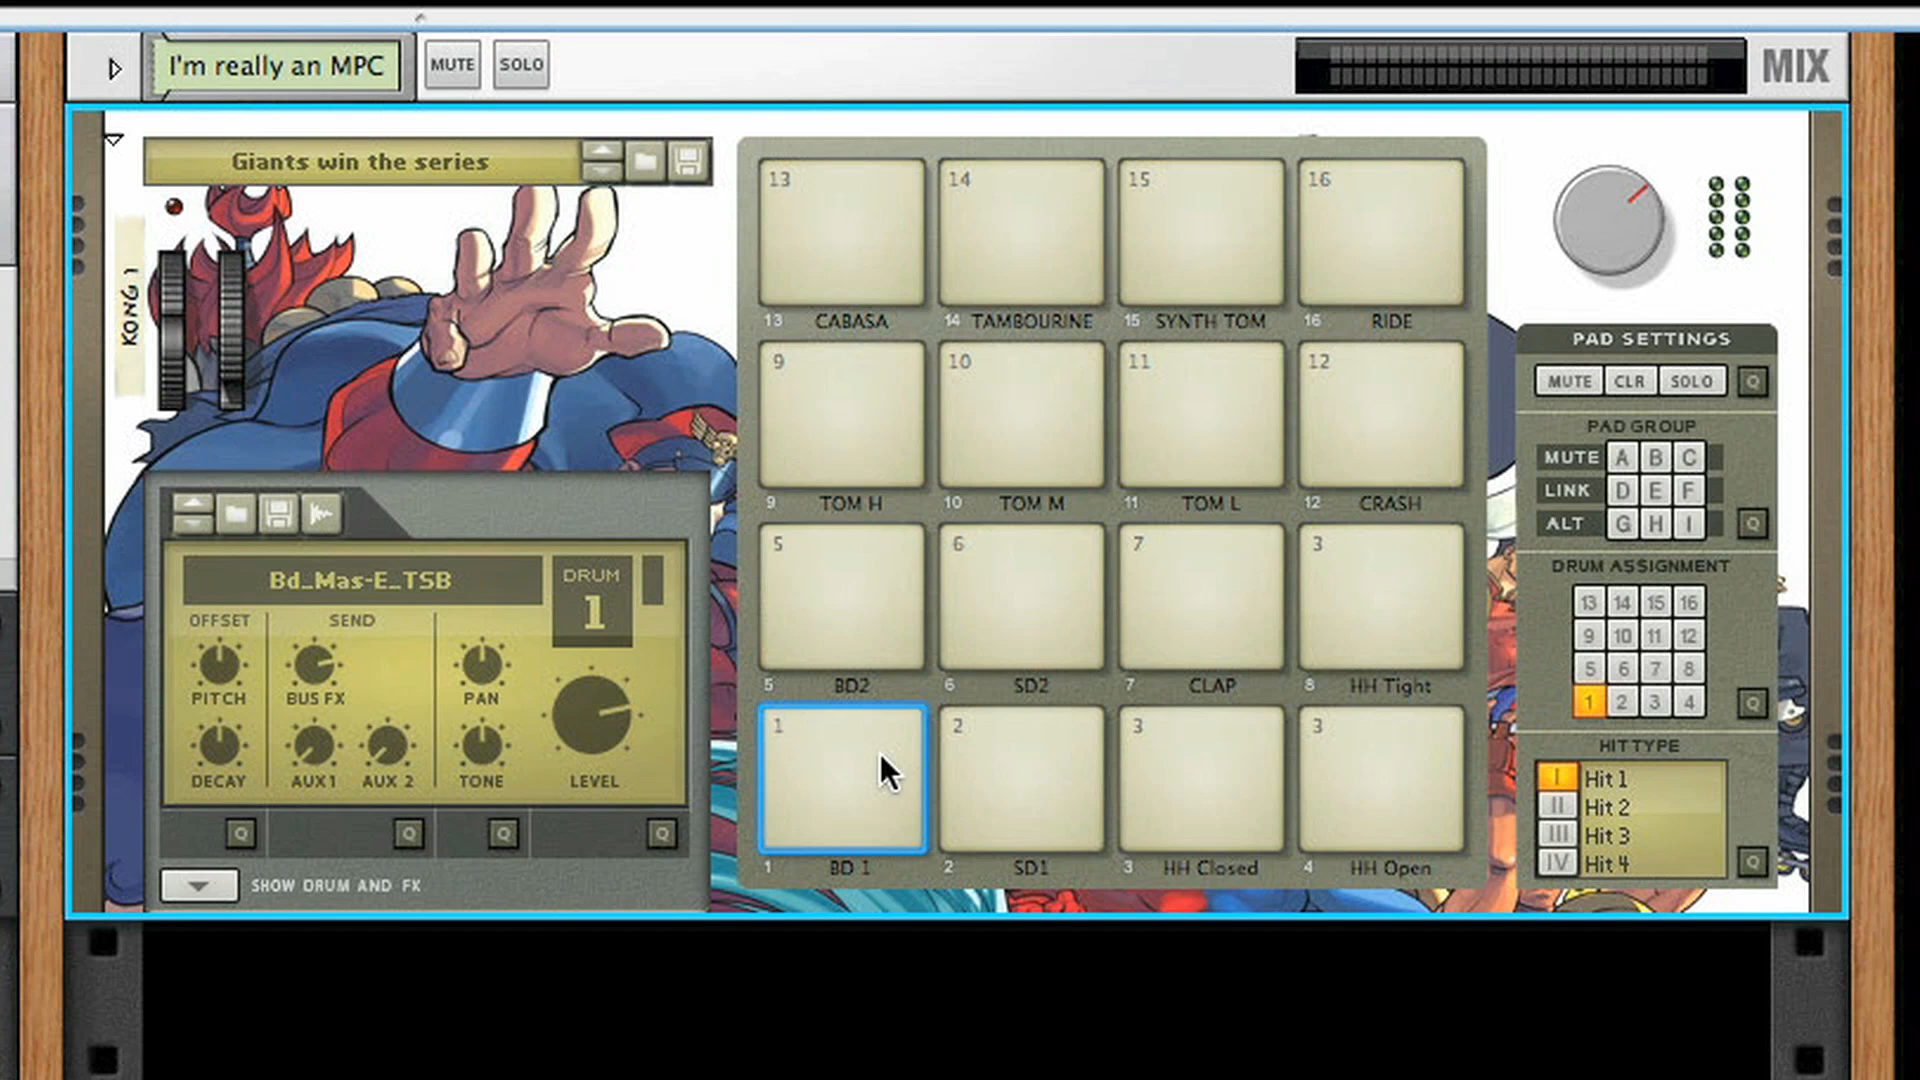 I'm really an MPC
MUTE SOLO
MIX
Giants win the series
KONG 1
13 14 15 16
13 CABASA 14 TAMBOURINE 15 SYNTH TOM 16 RIDE
9 10 11 12
9 TOM H 10 TOM M 11 TOM L 12 CRASH
5 6 7 3
5 BD2 6 SD2 7 CLAP 8 HH Tight
1 2 3 3
1 BD 1 2 SD1 3 HH Closed 4 HH Open
Bd_Mas-E_TSB
DRUM
1
OFFSET SEND
PITCH BUS FX PAN
DECAY AUX1 AUX 2 TONE LEVEL
Q Q Q Q
SHOW DRUM AND FX
PAD SETTINGS
MUTE CLR SOLO Q
PAD GROUP
MUTE A B C
LINK D E F
ALT G H I Q
DRUM ASSIGNMENT
13 14 15 16
9 10 11 12
5 6 7 8
1 2 3 4 Q
HIT TYPE
I Hit 1
II Hit 2
III Hit 3
IV Hit 4 Q